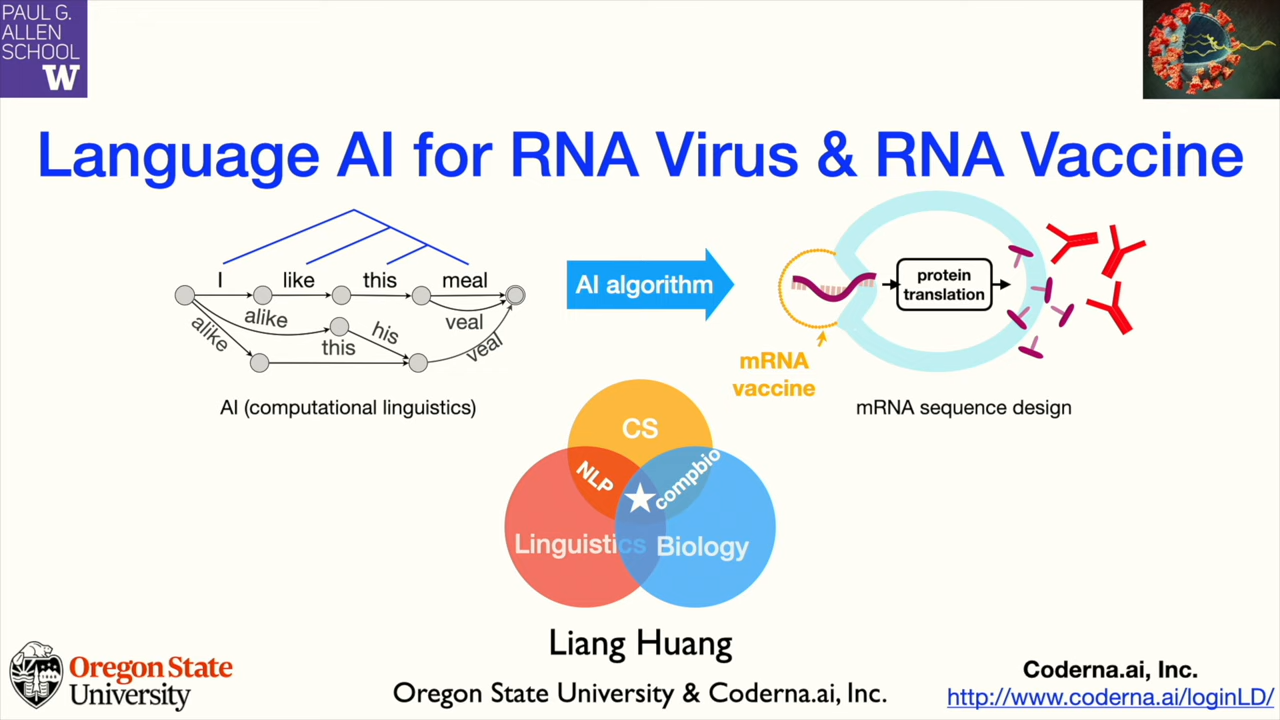 PAUL G.
ALLEN
SCHOOL
W
Language AI for RNA Virus & RNA Vaccine
I like this meal
alike this his veal
alike veal
AI (computational linguistics)
AI algorithm
protein
translation
mRNA
vaccine
mRNA sequence design
CS
NLP
compbio
Linguistics
Biology
Liang Huang
Oregon State University & Coderna.ai, Inc.
Oregon State
University
Coderna.ai, Inc.
http://www.coderna.ai/loginLD/